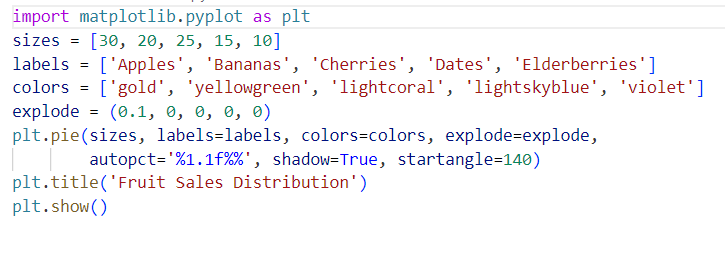 import matplotlib.pyplot as plt
sizes = [30, 20, 25, 15, 10]
labels = ['Apples', 'Bananas', 'Cherries', 'Dates', 'Elderberries']
colors = ['gold', 'yellowgreen', 'lightcoral', 'lightskyblue', 'violet']
explode = (0.1, 0, 0, 0, 0)
plt.pie(sizes, labels=labels, colors=colors, explode=explode,
        autopct='%1.1f%%', shadow=True, startangle=140)
plt.title('Fruit Sales Distribution')
plt.show()